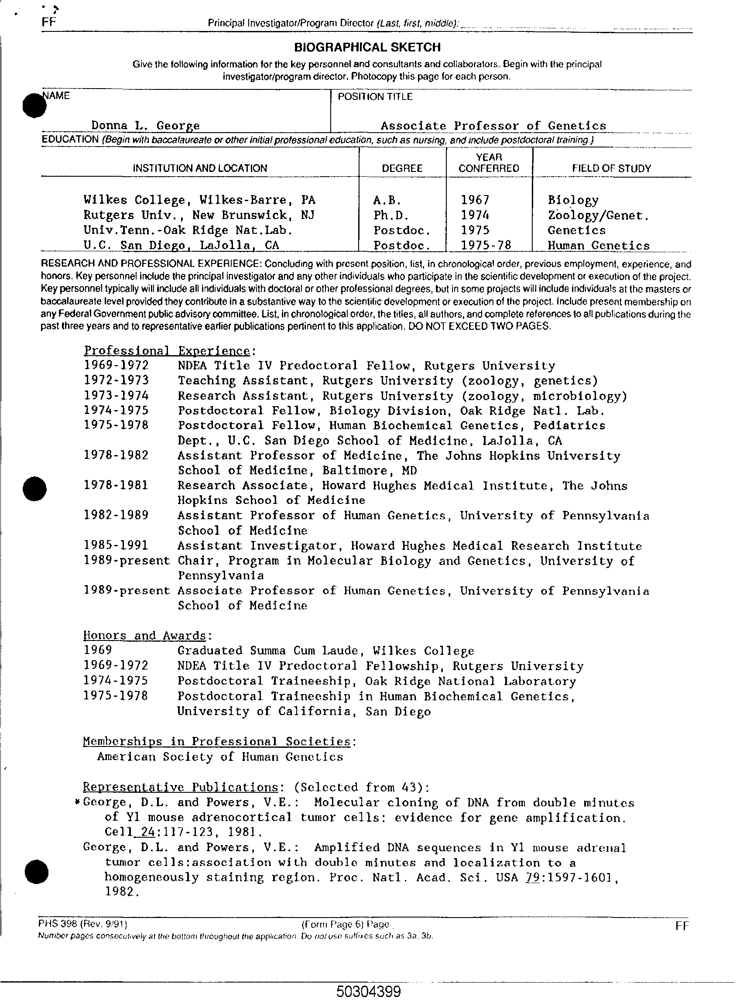 FF
Principal Investigator/Program Director (Last, first, middle):
BIOGRAPHICAL SKETCH
Give the following information for the key personnel and consultants and collaborators. Begin with the principal
investigator/program director. Photocopy this page for each person.
NAME POSITION TITLE
Donna L. George Associate Professor of Genetics
EDUCATION (Begin with baccalaureate or other initial professional education, such as nursing, and include postdoctoral training.)
INSTITUTION AND LOCATION DEGREE YEAR CONFERRED FIELD OF STUDY
Wilkes College, Wilkes-Barre, PA A.B. 1967 Biology
Rutgers Univ., New Brunswick, NJ Ph.D. 1974 Zoology/Genet.
Univ.Tenn.-Oak Ridge Nat.Lab. Postdoc. 1975 Genetics
U.C. San Diego, LaJolla, CA Postdoc. 1975-78 Human Genetics
RESEARCH AND PROFESSIONAL EXPERIENCE: Concluding with present position, list, in chronological order, previous employment, experience, and
honors. Key personnel include the principal investigator and any other individuals who participate in the scientific development or execution of the project.
Key personnel typically will include all individuals with doctoral or other professional degrees, but in some projects will include individuals at the masters or
baccalaureate level provided they contribute in a substantive way to the scientific development or execution of the project. Include present membership on
any Federal Government public advisory committee. List, in chronological order, the titles, all authors, and complete references to all publications during the
past three years and to representative earlier publications pertinent to this application. DO NOT EXCEED TWO PAGES.
Professional Experience:
1969-1972 NDEA Title IV Predoctoral Fellow, Rutgers University
1972-1973 Teaching Assistant, Rutgers University (zoology, genetics)
1973-1974 Research Assistant, Rutgers University (zoology, microbiology)
1974-1975 Postdoctoral Fellow, Biology Division, Oak Ridge Natl. Lab.
1975-1978 Postdoctoral Fellow, Human Biochemical Genetics, Pediatrics
Dept., U.C. San Diego School of Medicine, LaJolla, CA
1978-1982 Assistant Professor of Medicine, The Johns Hopkins University
School of Medicine, Baltimore, MD
1978-1981 Research Associate, Howard Hughes Medical Institute, The Johns
Hopkins School of Medicine
1982-1989 Assistant Professor of Human Genetics, University of Pennsylvania
School of Medicine
1985-1991 Assistant Investigator, Howard Hughes Medical Research Institute
1989-present Chair, Program in Molecular Biology and Genetics, University of
Pennsylvania
1989-present Associate Professor of Human Genetics, University of Pennsylvania
School of Medicine
Honors and Awards:
1969 Graduated Summa Cum Laude, Wilkes College
1969-1972 NDEA Title IV Predoctoral Fellowship, Rutgers University
1974-1975 Postdoctoral Traineeship, Oak Ridge National Laboratory
1975-1978 Postdoctoral Traineeship in Human Biochemical Genetics,
University of California, San Diego
Memberships in Professional Societies:
American Society of Human Genetics
Representative Publications: (Selected from 43):
*George, D.L. and Powers, V.E.: Molecular cloning of DNA from double minutes
of Y1 mouse adrenocortical tumor cells: evidence for gene amplification.
Cell 24:117-123, 1981.
George, D.L. and Powers, V.E.: Amplified DNA sequences in Y1 mouse adrenal
tumor cells:association with double minutes and localization to a
homogeneously staining region. Proc. Natl. Acad. Sci. USA 79:1597-1601,
1982.
PHS 398 (Rev. 9/91) (Form Page 6) Page FF
Number pages consecutively at the bottom throughout the application. Do not use suffixes such as 3a, 3b.
50304399